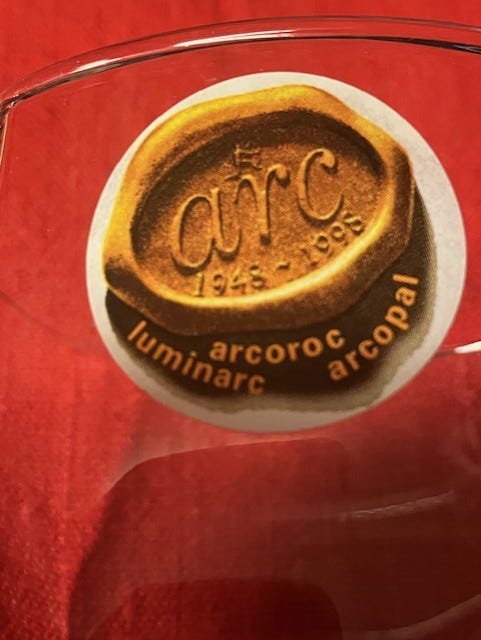 arc
1948 - 1998
luminarc
arcoroc
arcopal